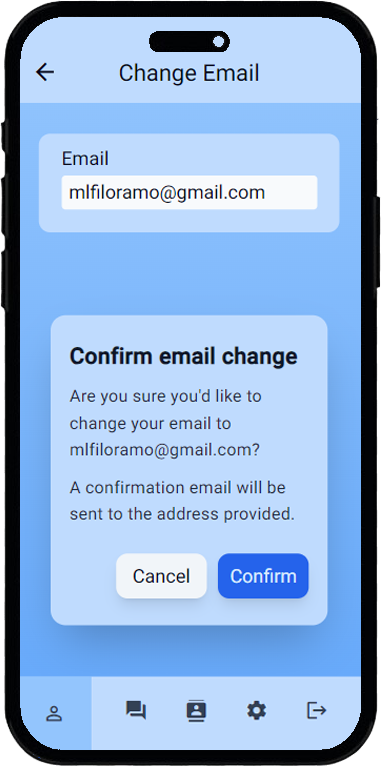 Change Email
Email
mlfiloramo@gmail.com
Confirm email change
Are you sure you'd like to
change your email to
mlfiloramo@gmail.com?
A confirmation email will be
sent to the address provided.
Cancel
Confirm